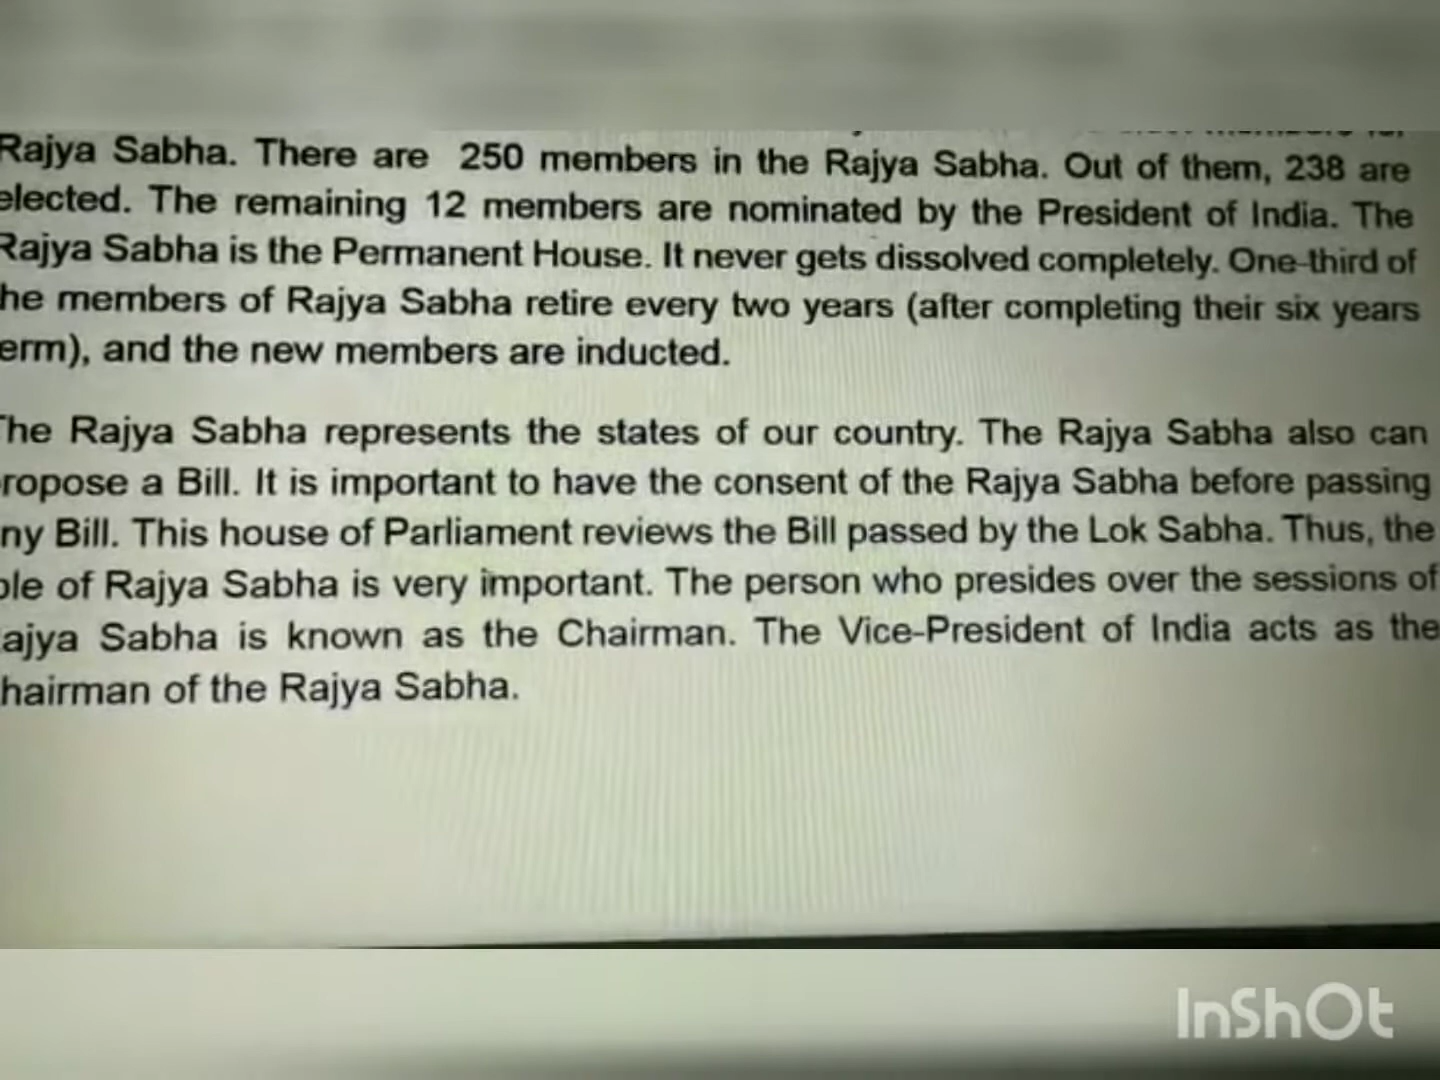 Rajya Sabha. There are 250 members in the Rajya Sabha. Out of them, 238 are
elected. The remaining 12 members are nominated by the President of India. The
Rajya Sabha is the Permanent House. It never gets dissolved completely. One-third of
he members of Rajya Sabha retire every two years (after completing their six years
erm), and the new members are inducted.
The Rajya Sabha represents the states of our country. The Rajya Sabha also can
ropose a Bill. It is important to have the consent of the Rajya Sabha before passing
ny Bill. This house of Parliament reviews the Bill passed by the Lok Sabha. Thus, the
ole of Rajya Sabha is very important. The person who presides over the sessions of
ajya Sabha is known as the Chairman. The Vice-President of India acts as the
hairman of the Rajya Sabha.
InShOt